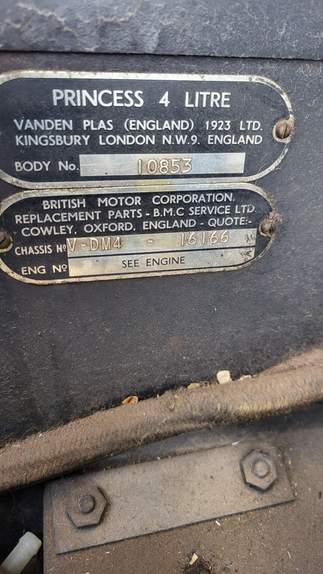 PRINCESS 4 LITRE
VANDEN PLAS (ENGLAND) 1923 LTD.
KINGSBURY LONDON N.W.9. ENGLAND
BODY No. 10853
BRITISH MOTOR CORPORATION.
REPLACEMENT PARTS - B.M.C SERVICE LTD.
COWLEY, OXFORD, ENGLAND - QUOTE:-
CHASSIS Nº V-DM4 - 16166
ENG Nº SEE ENGINE